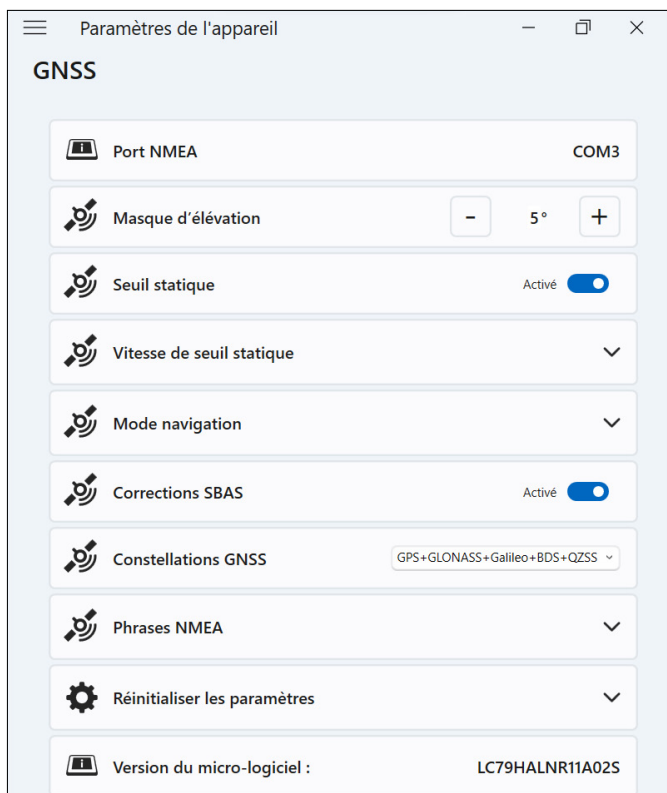 Paramètres de l'appareil
GNSS
Port NMEA COM3
Masque d’élévation - 5° +
Seuil statique Activé
Vitesse de seuil statique
Mode navigation
Corrections SBAS Activé
Constellations GNSS GPS+GLONASS+Galileo+BDS+QZSS
Phrases NMEA
Réinitialiser les paramètres
Version du micro-logiciel : LC79HALNR11A02S